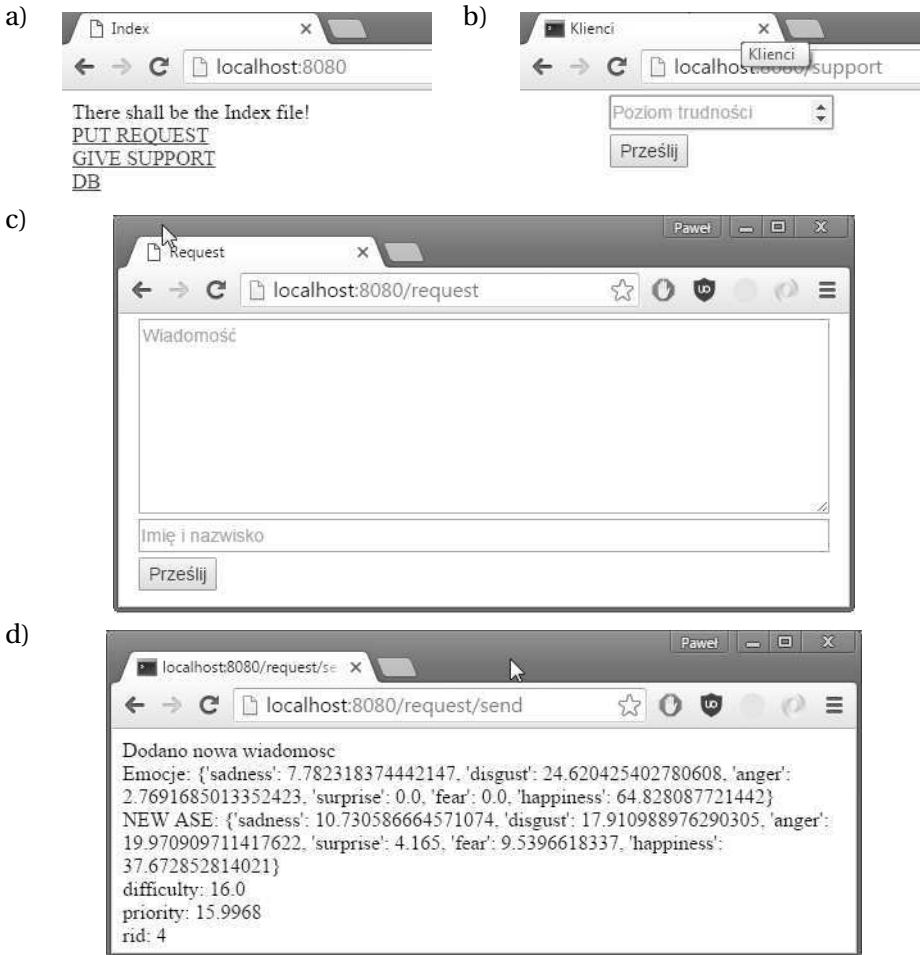 a)
Index
localhost:8080
There shall be the Index file!
PUT REQUEST
GIVE SUPPORT
DB
b)
Klienci
Klienci
localhost:8080/support
Poziom trudności
Prześlij
c)
Paweł
Request
localhost:8080/request
Wiadomość
Imię i nazwisko
Prześlij
d)
Paweł
localhost:8080/request/se
localhost:8080/request/send
Dodano nowa wiadomosc
Emocje: {'sadness': 7.782318374442147, 'disgust': 24.620425402780608, 'anger':
2.7691685013352423, 'surprise': 0.0, 'fear': 0.0, 'happiness': 64.828087721442}
NEW ASE: {'sadness': 10.730586664571074, 'disgust': 17.910988976290305, 'anger':
19.970909711417622, 'surprise': 4.165, 'fear': 9.5396618337, 'happiness':
37.672852814021}
difficulty: 16.0
priority: 15.9968
rid: 4